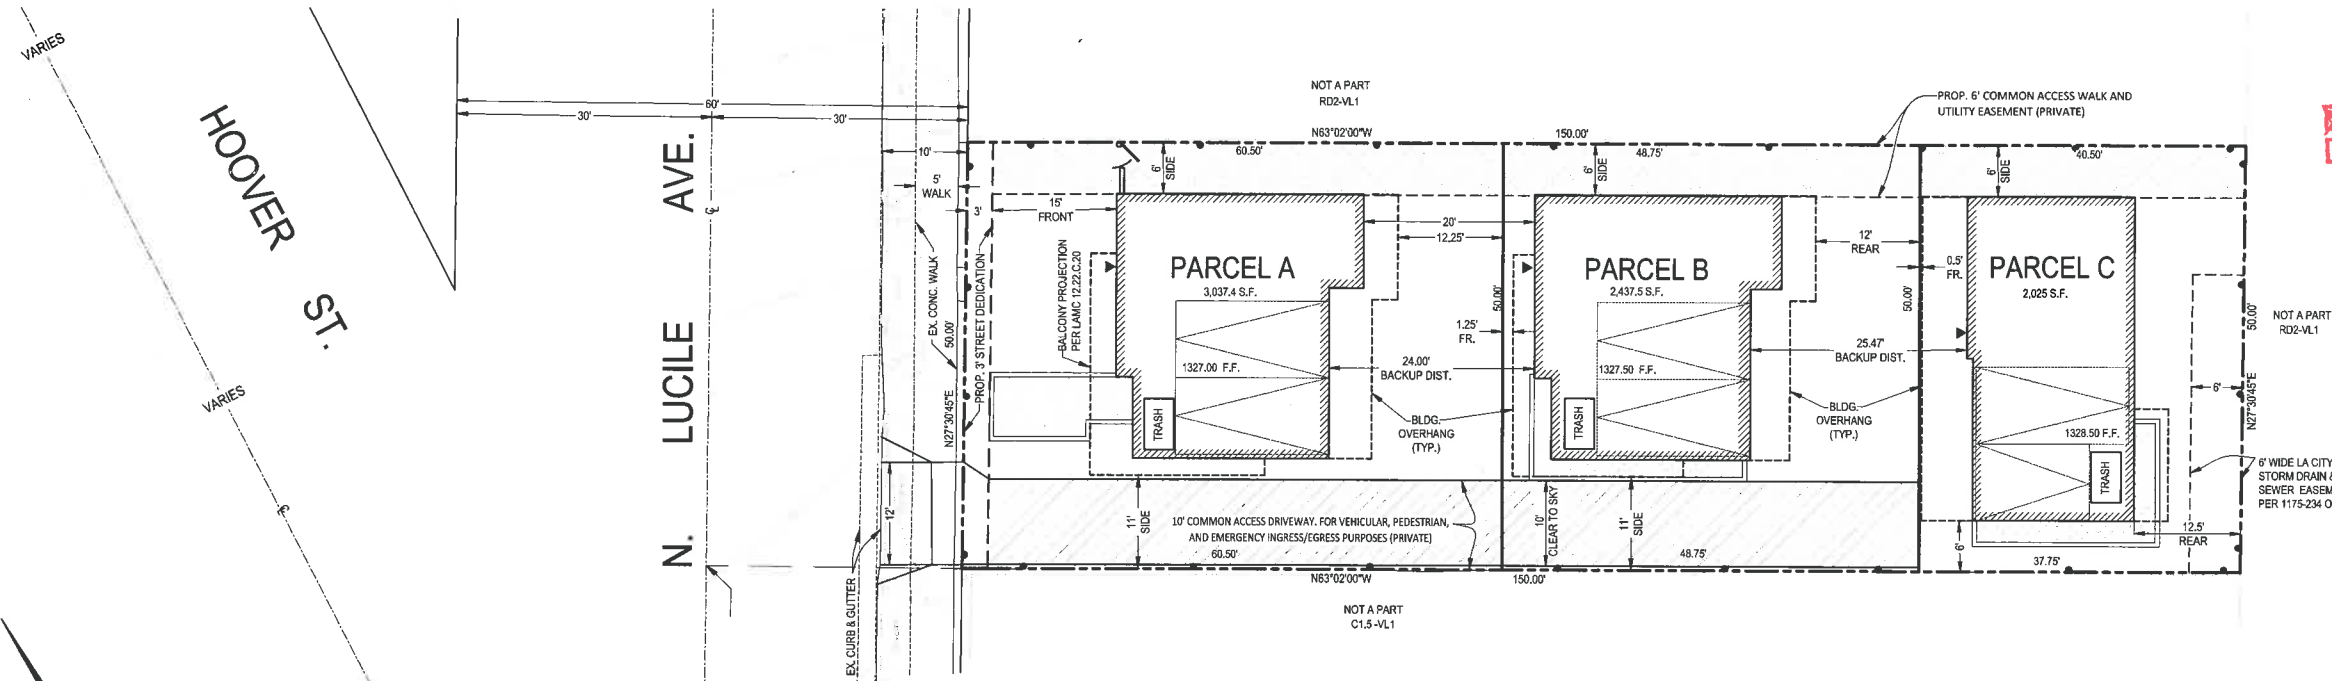 VARIES
HOOVER ST.
VARIES
℄
60'
30'
30'
N. LUCILE AVE.
℄
10'
5'
WALK
3'
EX. CONC. WALK
50.00'
N27°30'45"E
PROP. 3' STREET DEDICATION
12'
EX. CURB & GUTTER
NOT A PART
RD2-VL1
N63°02'00"W
150.00'
60.50'
48.75'
40.50'
PROP. 6' COMMON ACCESS WALK AND
UTILITY EASEMENT (PRIVATE)
6'
SIDE
6'
SIDE
6'
SIDE
15'
FRONT
BALCONY PROJECTION
PER LAMC 12.22.C.20
PARCEL A
3,037.4 S.F.
1327.00 F.F.
TRASH
20'
12.25'
24.00'
BACKUP DIST.
BLDG.
OVERHANG
(TYP.)
50.00'
1.25'
FR.
PARCEL B
2,437.5 S.F.
1327.50 F.F.
TRASH
12'
REAR
25.47'
BACKUP DIST.
BLDG.
OVERHANG
(TYP.)
50.00'
0.5'
FR.
PARCEL C
2,025 S.F.
1328.50 F.F.
TRASH
50.00'
N27°30'45"E
NOT A PART
RD2-VL1
6'
6' WIDE LA CITY
STORM DRAIN &
SEWER EASEM
PER 1175-234 O
12.5'
REAR
6'
37.75'
11'
SIDE
10' COMMON ACCESS DRIVEWAY. FOR VEHICULAR, PEDESTRIAN,
AND EMERGENCY INGRESS/EGRESS PURPOSES (PRIVATE)
60.50'
10'
CLEAR TO SKY
11'
SIDE
48.75'
N63°02'00"W
150.00'
NOT A PART
C1.5-VL1